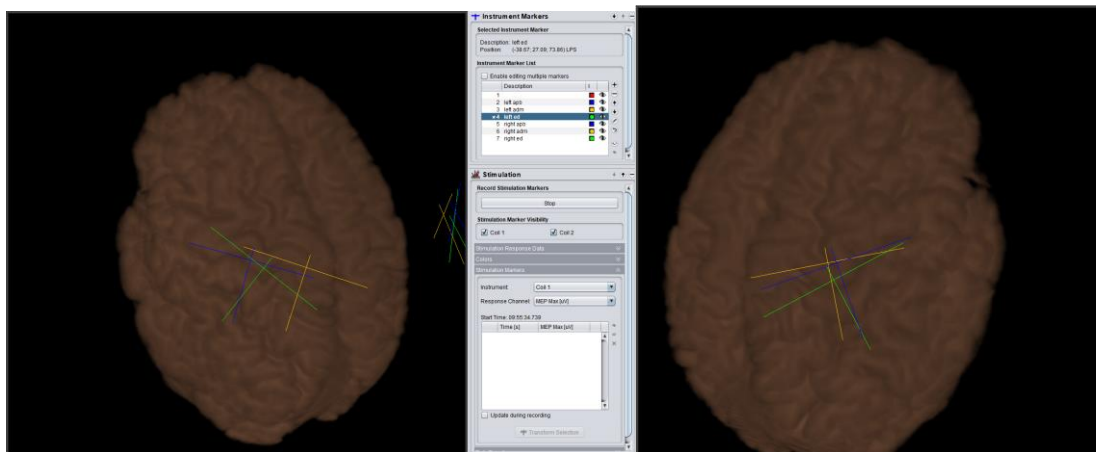 Instrument Markers
Selected Instrument Marker
Description: left ed
Position: (-38.07; 27.08; 73.86) LPS
Instrument Marker List
Enable editing multiple markers
Description
1
2 left apb
3 left adm
4 left ed
5 right apb
6 right adm
7 right ed
Stimulation
Record Stimulation Markers
Stop
Stimulation Marker Visibility
Coil 1 Coil 2
Stimulation Response Data
Colors
Stimulation Markers
Instrument: Coil 1
Response Channel: MEP Max [uV]
Start Time: 09:55:34.739
Time [s] MEP Max [uV]
Update during recording
Transform Selection